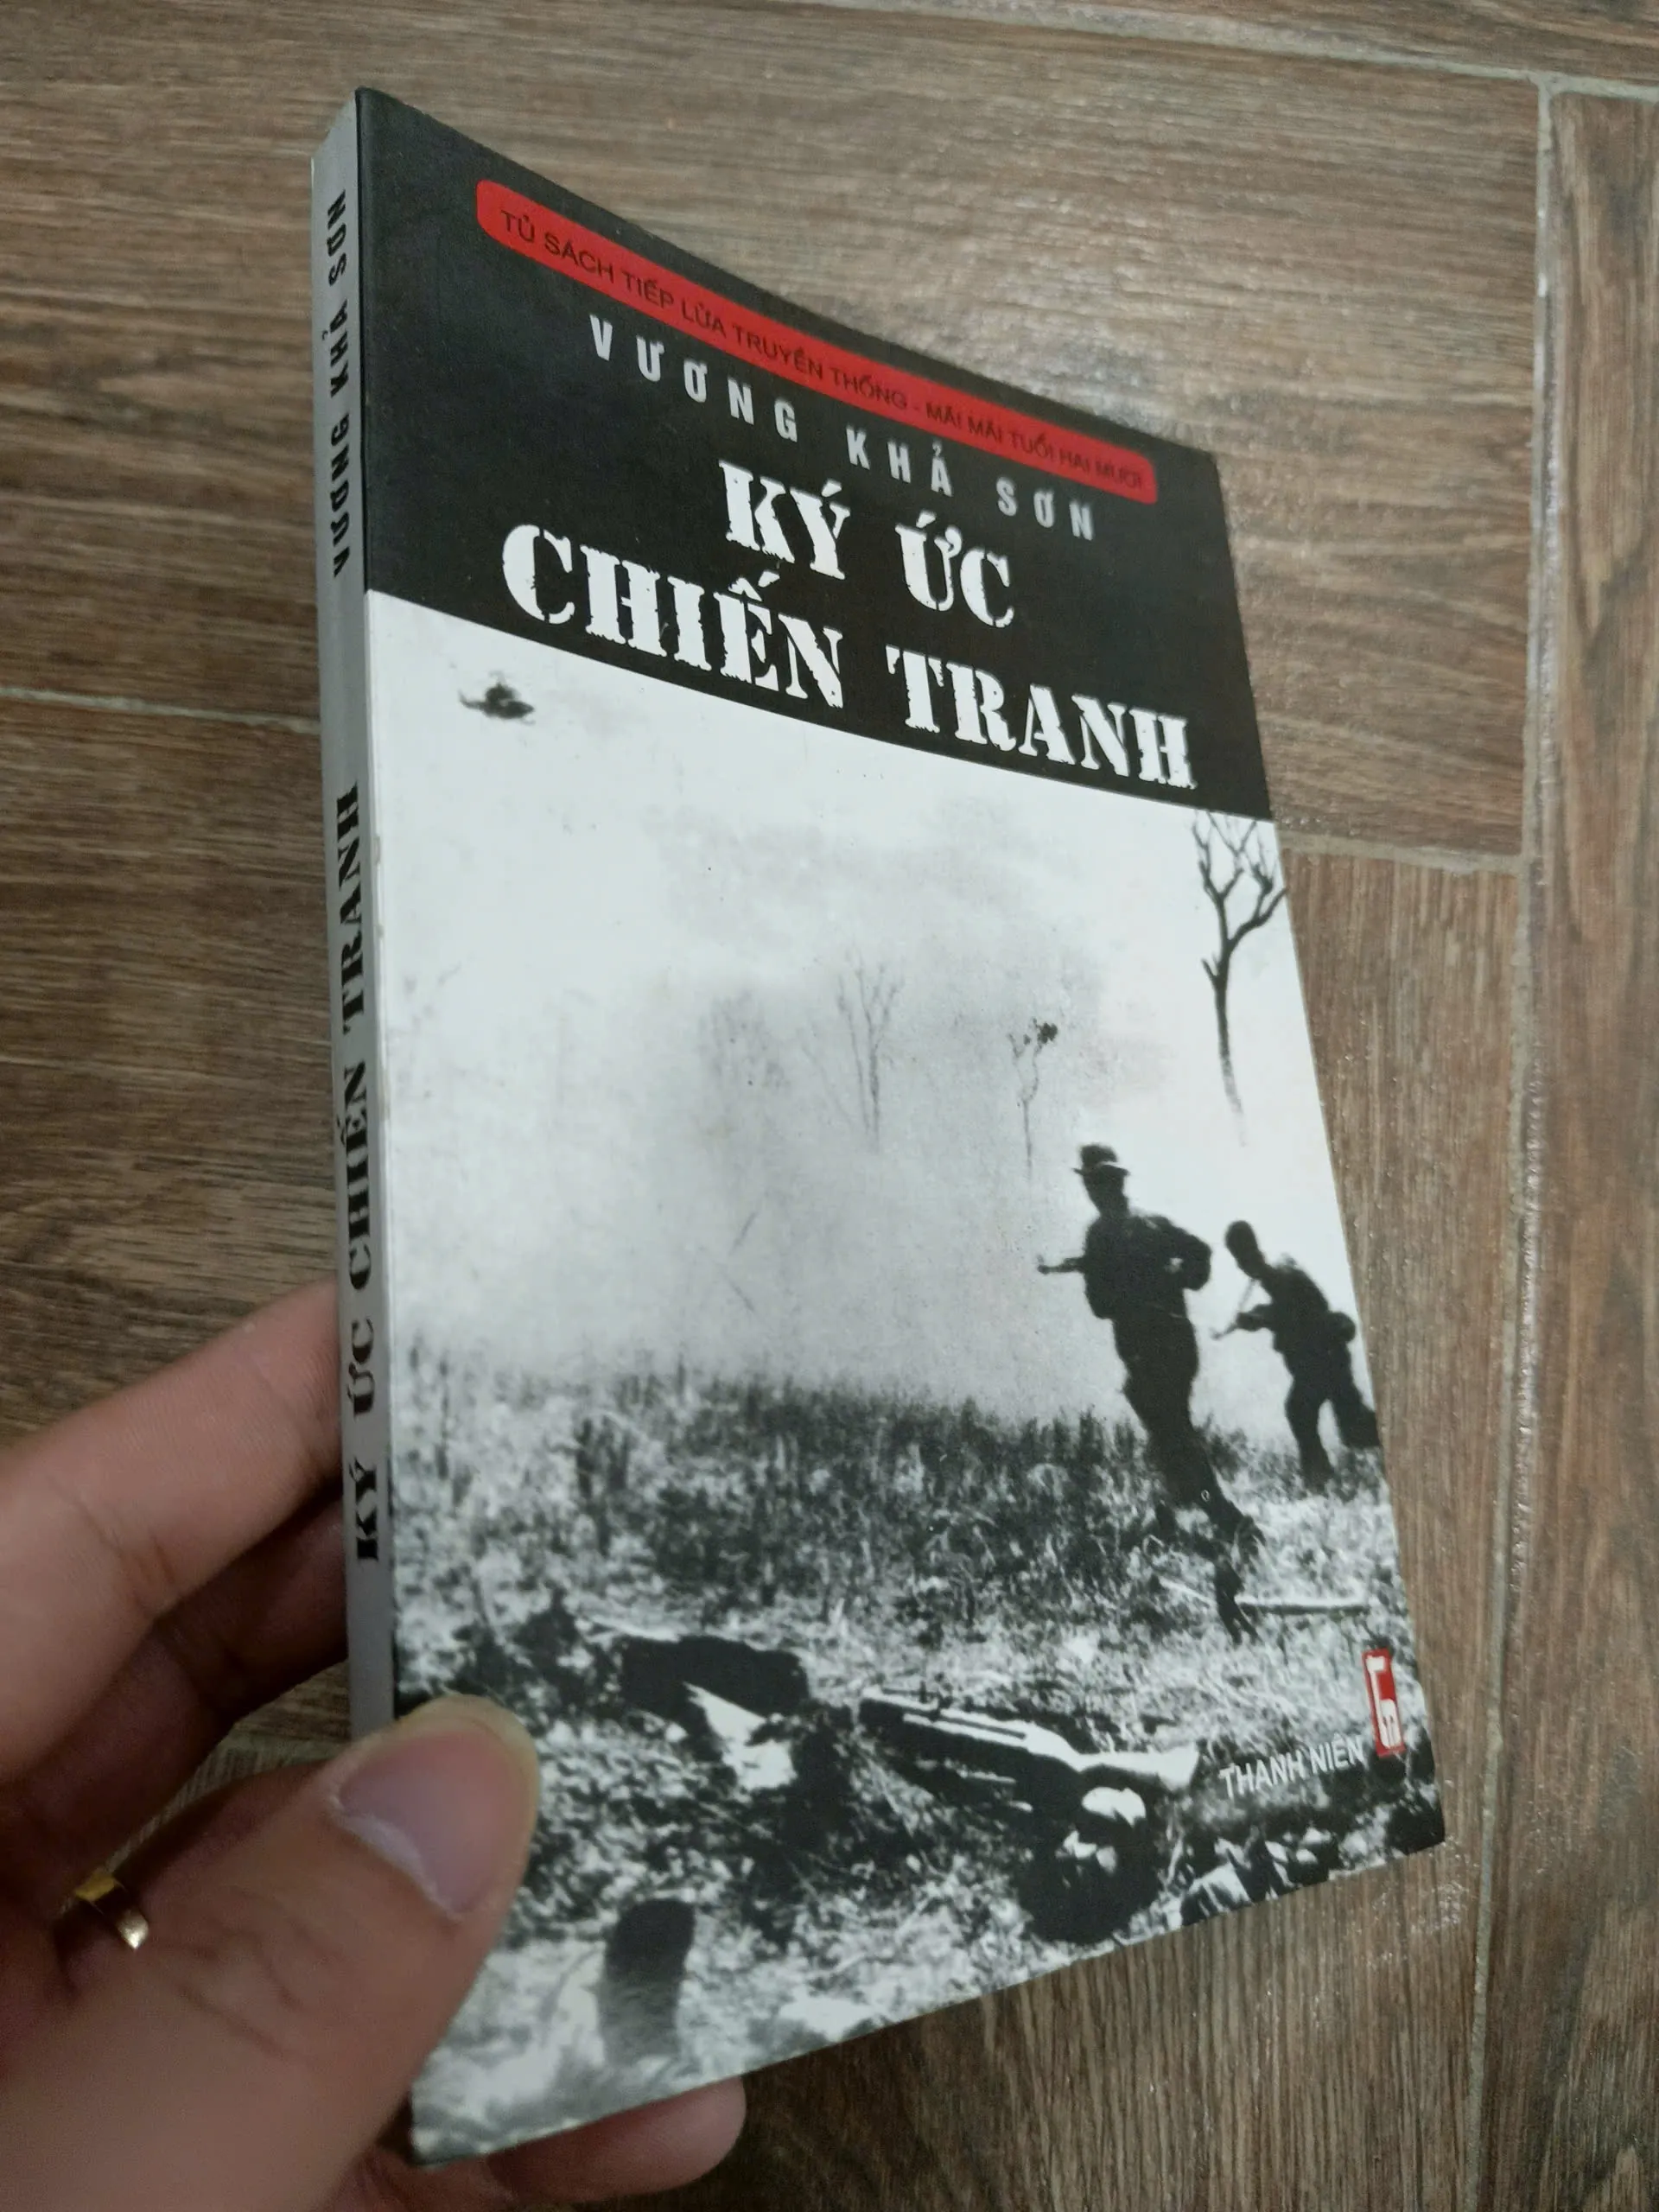 TỦ SÁCH TIẾP LỬA TRUYỀN THỐNG - MÃI MÃI TUỔI HAI MƯƠI
VƯƠNG KHẢ SƠN
KÝ ỨC
CHIẾN TRANH
THANH NIÊN
KÝ ỨC CHIẾN TRANH VƯƠNG KHẢ SƠN